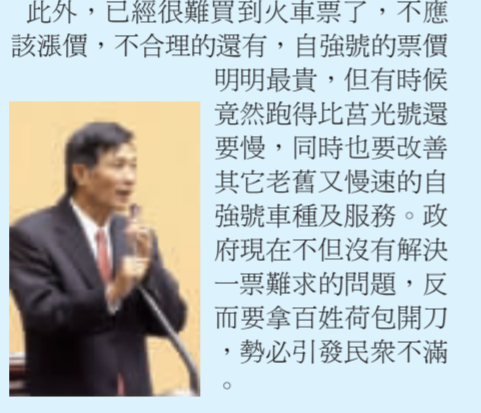 此外，已經很難買到火車票了，不應
該漲價，不合理的還有，自強號的票價
明明最貴，但有時候
竟然跑得比莒光號還
要慢，同時也要改善
其它老舊又慢速的自
強號車種及服務。政
府現在不但沒有解決
一票難求的問題，反
而要拿百姓荷包開刀
，勢必引發民眾不滿
。